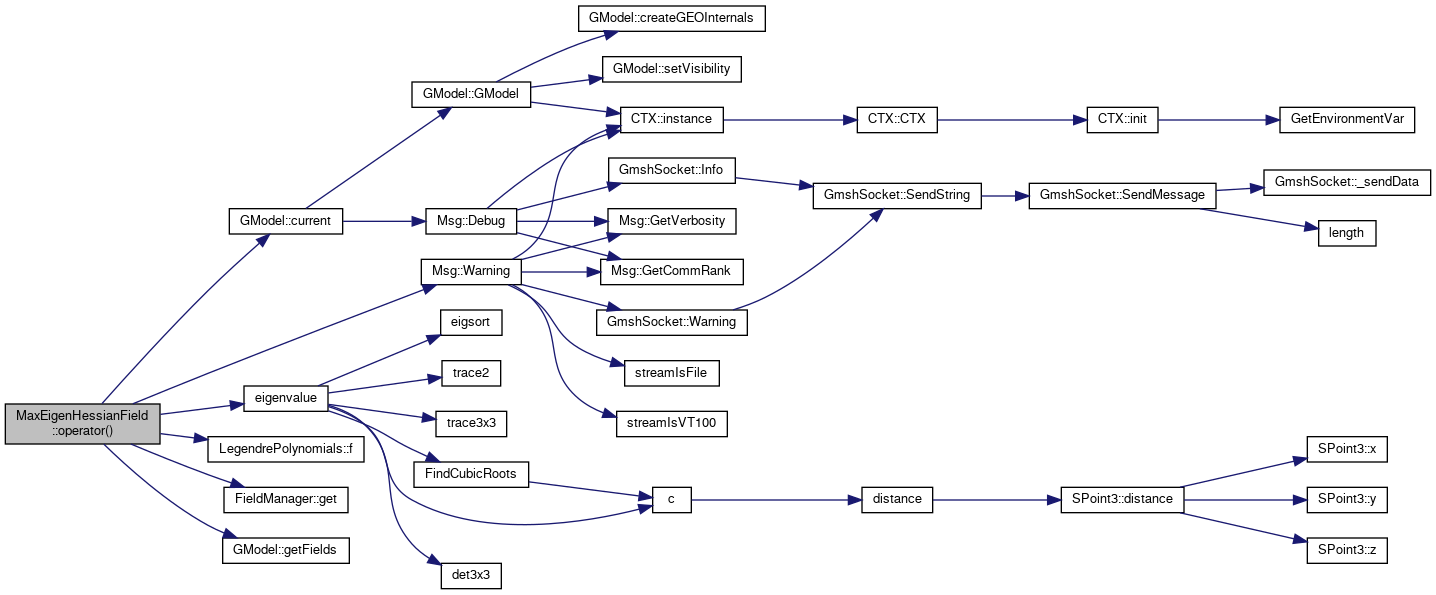 GModel::createGEOInternals
GModel::setVisibility
GModel::GModel
CTX::instance
CTX::CTX
CTX::init
GetEnvironmentVar
GmshSocket::Info
GmshSocket::SendString
GmshSocket::SendMessage
GmshSocket::_sendData
GModel::current
Msg::Debug
Msg::GetVerbosity
length
Msg::Warning
Msg::GetCommRank
GmshSocket::Warning
eigsort
streamIsFile
trace2
eigenvalue
MaxEigenHessianField
::operator()
trace3x3
streamIsVT100
LegendrePolynomials::f
SPoint3::x
FindCubicRoots
FieldManager::get
c
distance
SPoint3::distance
SPoint3::y
GModel::getFields
SPoint3::z
det3x3